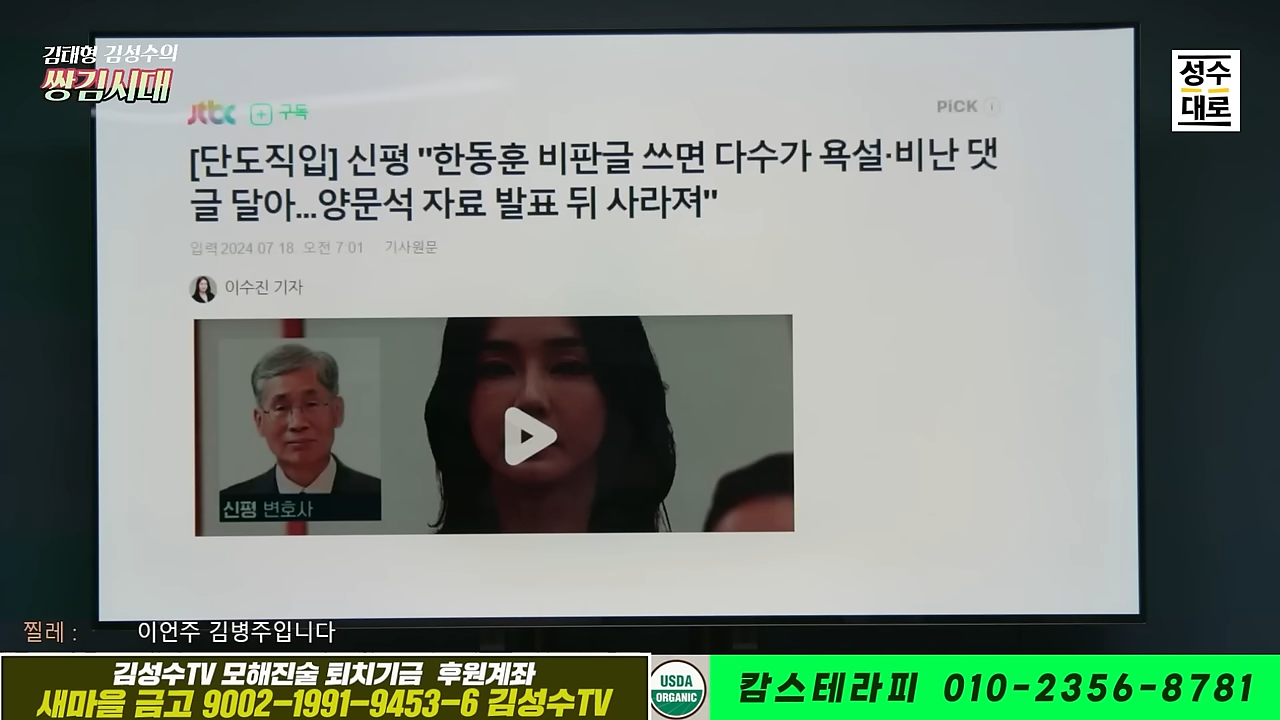 김태형 김성수의
쌍김시대
성수
대로
jtbc
구독
PiCK
[단도직입] 신평 "한동훈 비판글 쓰면 다수가 욕설·비난 댓
글 달아...양문석 자료 발표 뒤 사라져"
입력 2024 07 18 오전 7:01 기사원문
이수진 기자
신평 변호사
찔레 : 이언주 김병주입니다
김성수TV 모해진술 퇴치기금 후원계좌
새마을 금고 9002-1991-9453-6 김성수TV
USDA
ORGANIC
캄스테라피 010-2356-8781